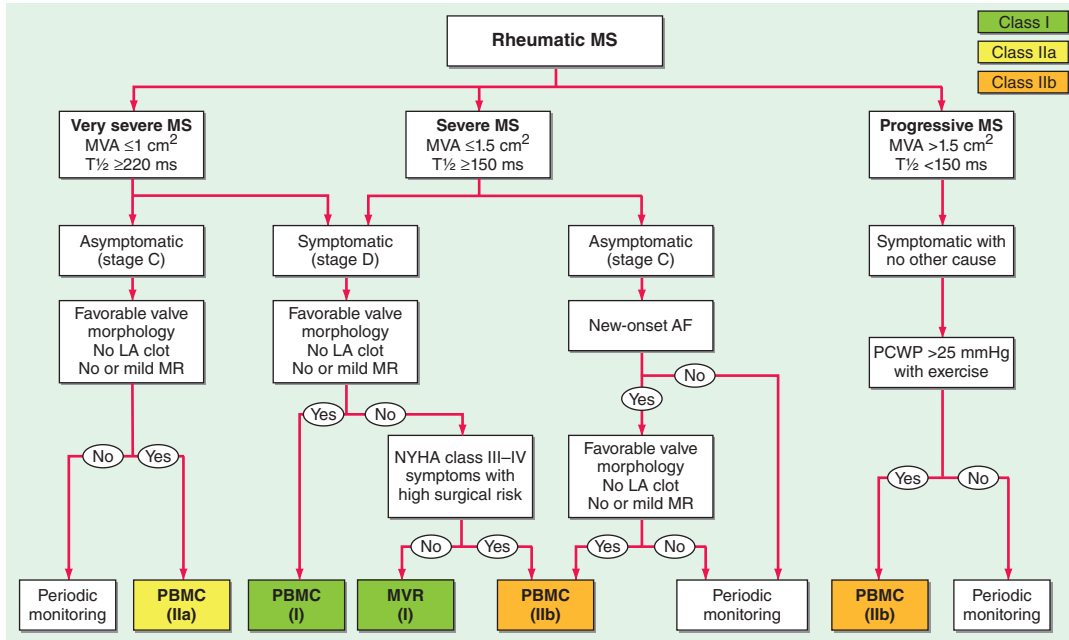 Rheumatic MS
Class I
Class IIa
Class IIb
Very severe MS
MVA ≤1 cm²
T½ ≥220 ms
Severe MS
MVA ≤1.5 cm²
T½ ≥150 ms
Progressive MS
MVA >1.5 cm²
T½ <150 ms
Asymptomatic
(stage C)
Symptomatic
(stage D)
Asymptomatic
(stage C)
Symptomatic with
no other cause
Favorable valve
morphology
No LA clot
No or mild MR
Favorable valve
morphology
No LA clot
No or mild MR
New-onset AF
PCWP >25 mmHg
with exercise
No
Yes
Yes
No
NYHA class III–IV
symptoms with
high surgical risk
Favorable valve
morphology
No LA clot
No or mild MR
No
Yes
Yes
No
No
Yes
Yes
No
Yes
No
Periodic
monitoring
PBMC
(IIa)
PBMC
(I)
MVR
(I)
PBMC
(IIb)
Periodic
monitoring
PBMC
(IIb)
Periodic
monitoring